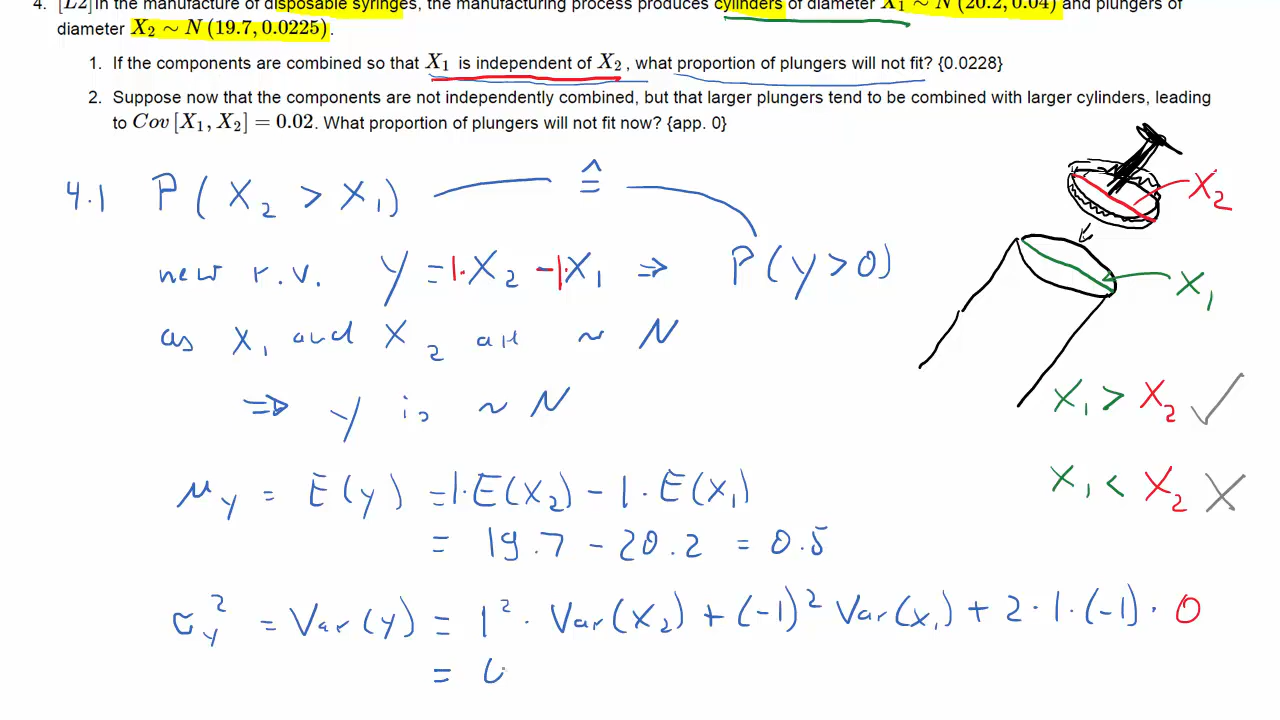 4. [L2] In the manufacture of disposable syringes, the manufacturing process produces cylinders of diameter X₁ ∼ N (20.2, 0.04) and plungers of
diameter X₂ ∼ N (19.7, 0.0225).
1. If the components are combined so that X₁ is independent of X₂, what proportion of plungers will not fit? {0.0228}
2. Suppose now that the components are not independently combined, but that larger plungers tend to be combined with larger cylinders, leading
to Cov [X₁, X₂] = 0.02. What proportion of plungers will not fit now? {app. 0}
4.1 P(X₂ > X₁) ≙
X₂
new r.v. Y = 1·X₂ -1·X₁ ⇒ P(Y>0)
X₁
as X₁ and X₂ are ~ N
⇒ Y is ~ N
X₁ > X₂ ✓
μ_Y = E(Y) = 1·E(X₂) - 1·E(X₁)
X₁ < X₂ X
= 19.7 - 20.2 = 0.5
σ_Y² = Var(Y) = 1² · Var(X₂) + (-1)² Var(X₁) + 2·1·(-1)·0
=